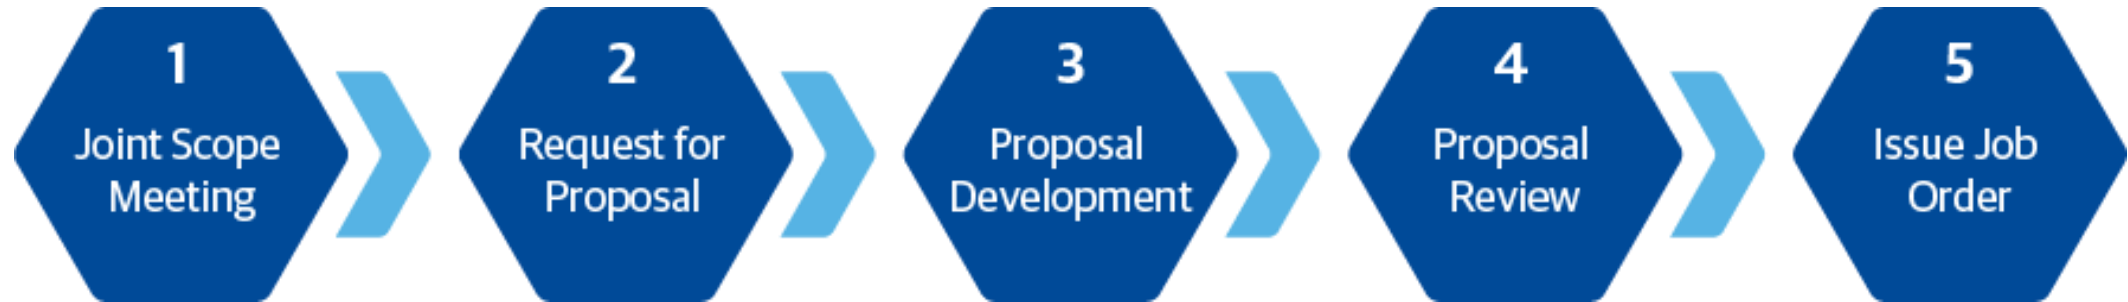 1
Joint Scope
Meeting
2
Request for
Proposal
3
Proposal
Development
4
Proposal
Review
5
Issue Job
Order